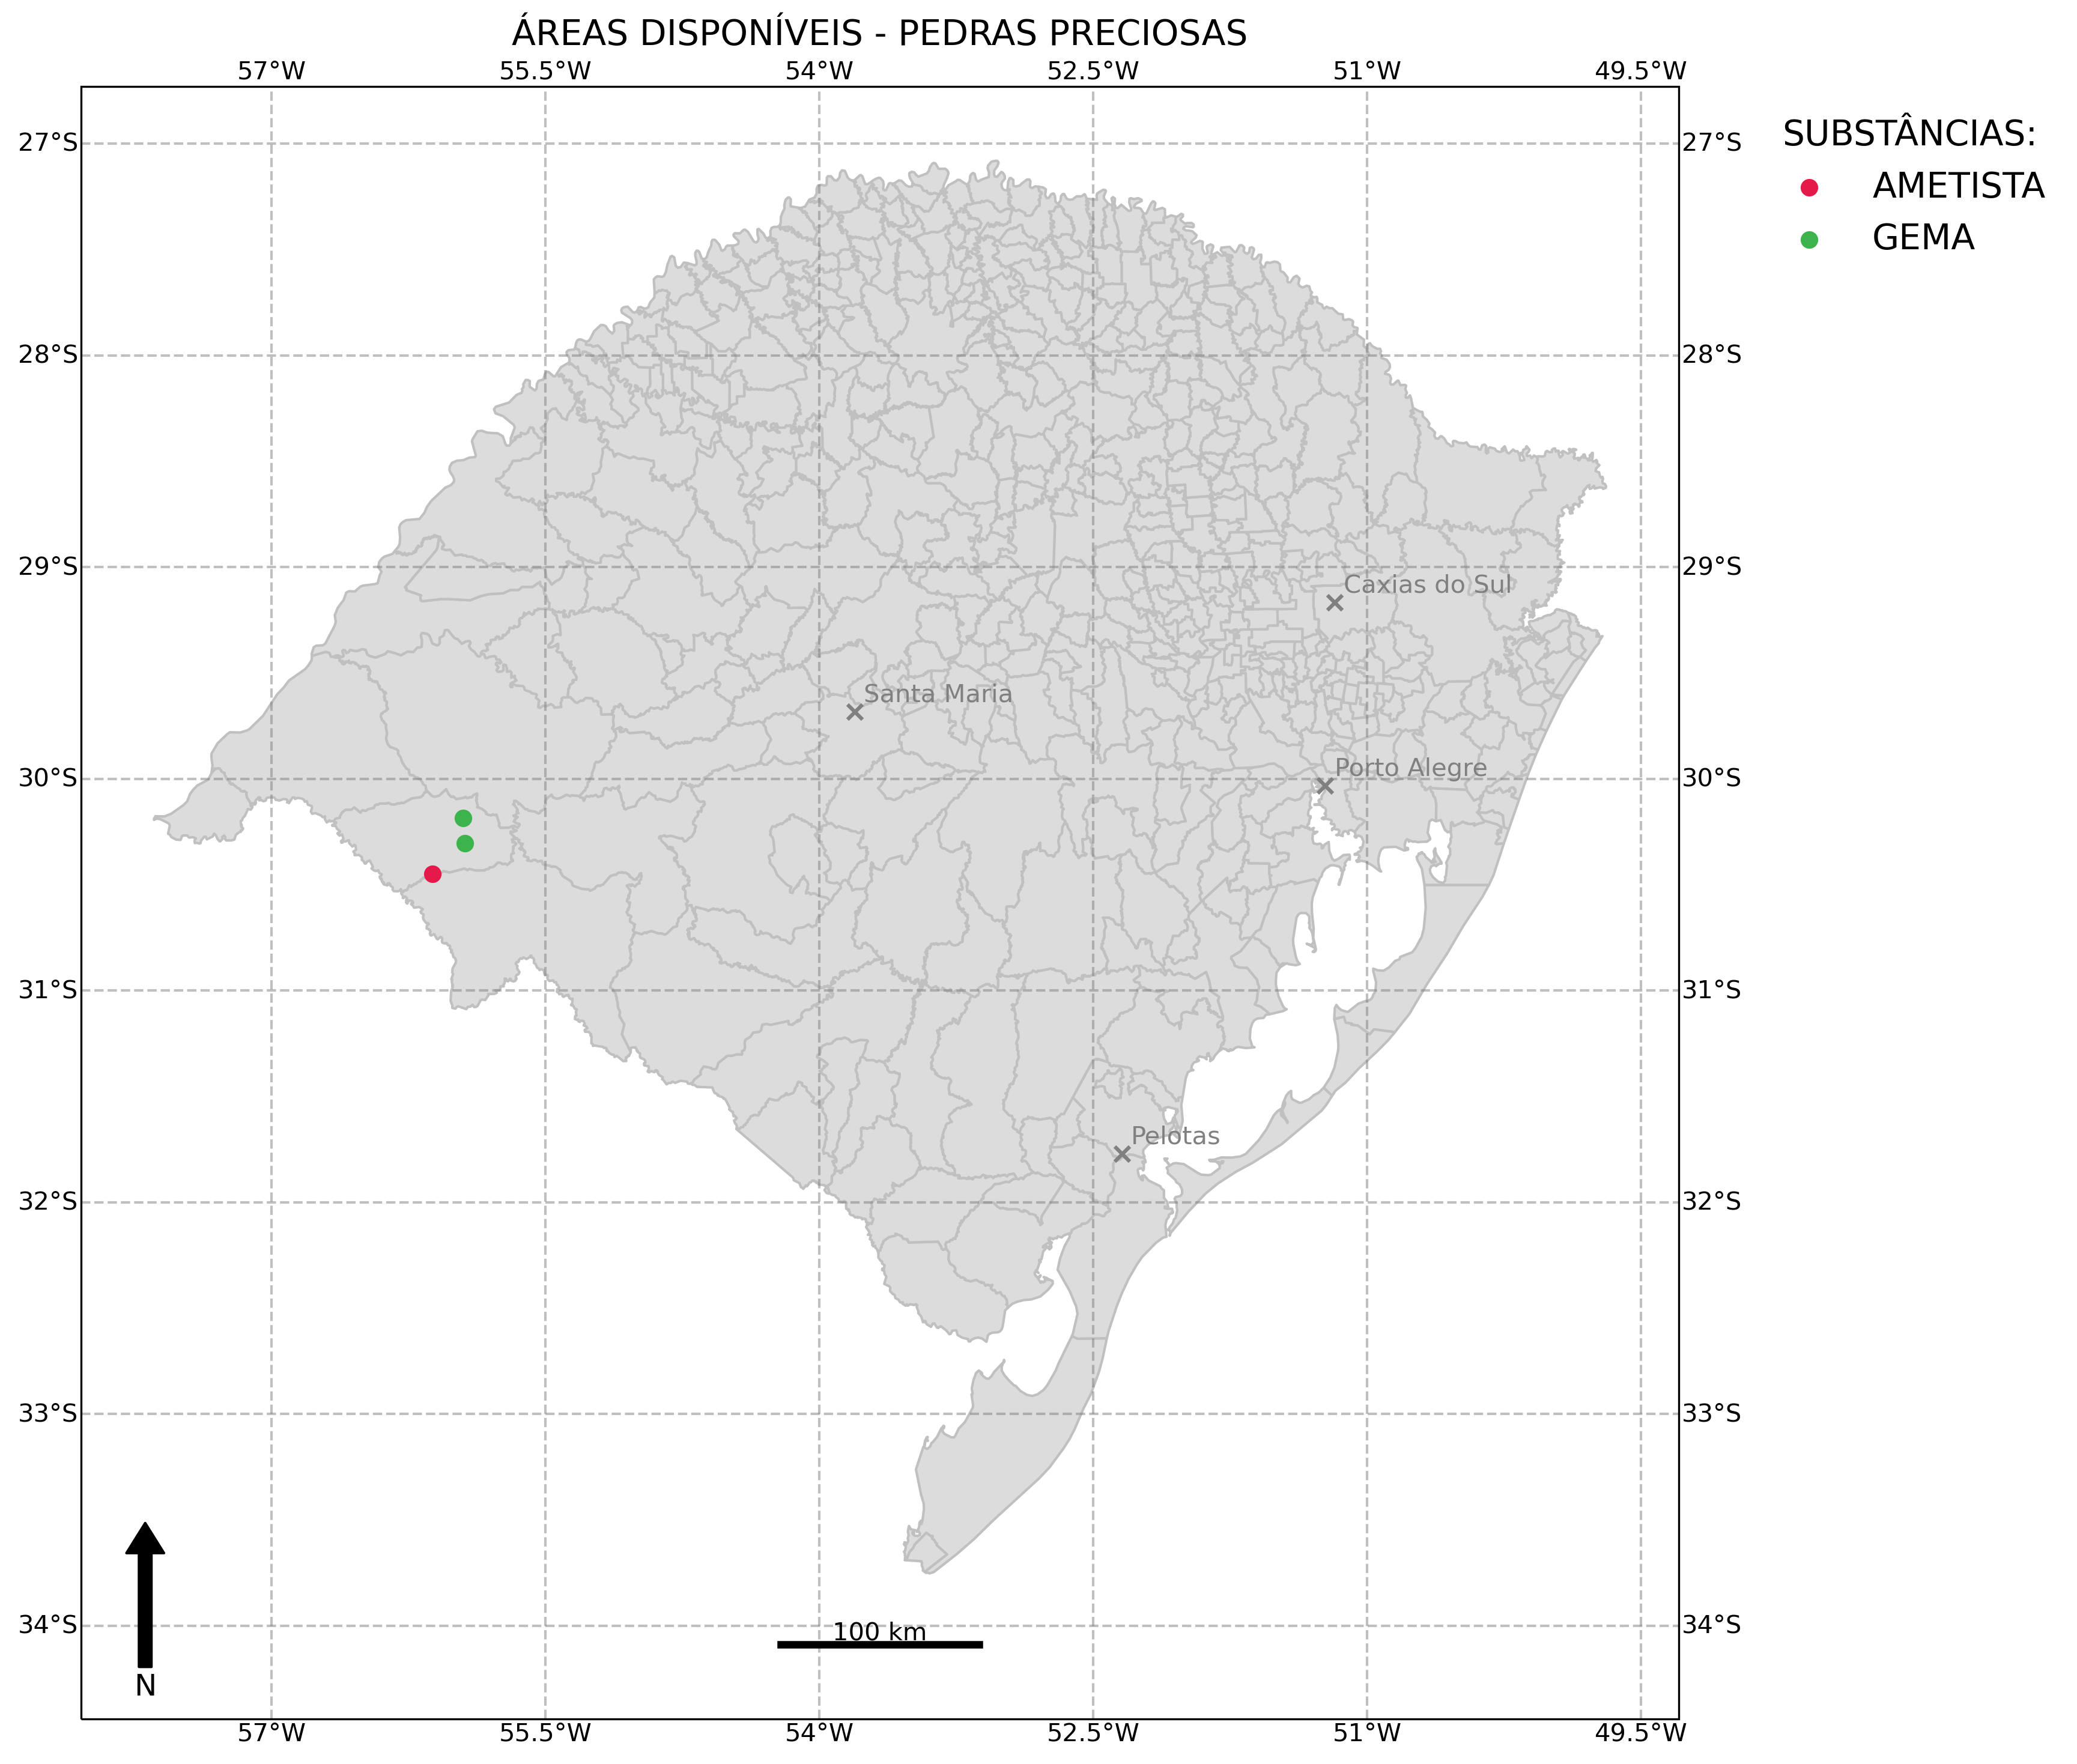 ÁREAS DISPONÍVEIS - PEDRAS PRECIOSAS
57°W 55.5°W 54°W 52.5°W 51°W 49.5°W
27°S 27°S
SUBSTÂNCIAS:
AMETISTA
GEMA
28°S 28°S
29°S 29°S
Caxias do Sul
Santa Maria
Porto Alegre
30°S 30°S
31°S 31°S
Pelotas
32°S 32°S
33°S 33°S
34°S 34°S
100 km
N
57°W 55.5°W 54°W 52.5°W 51°W 49.5°W